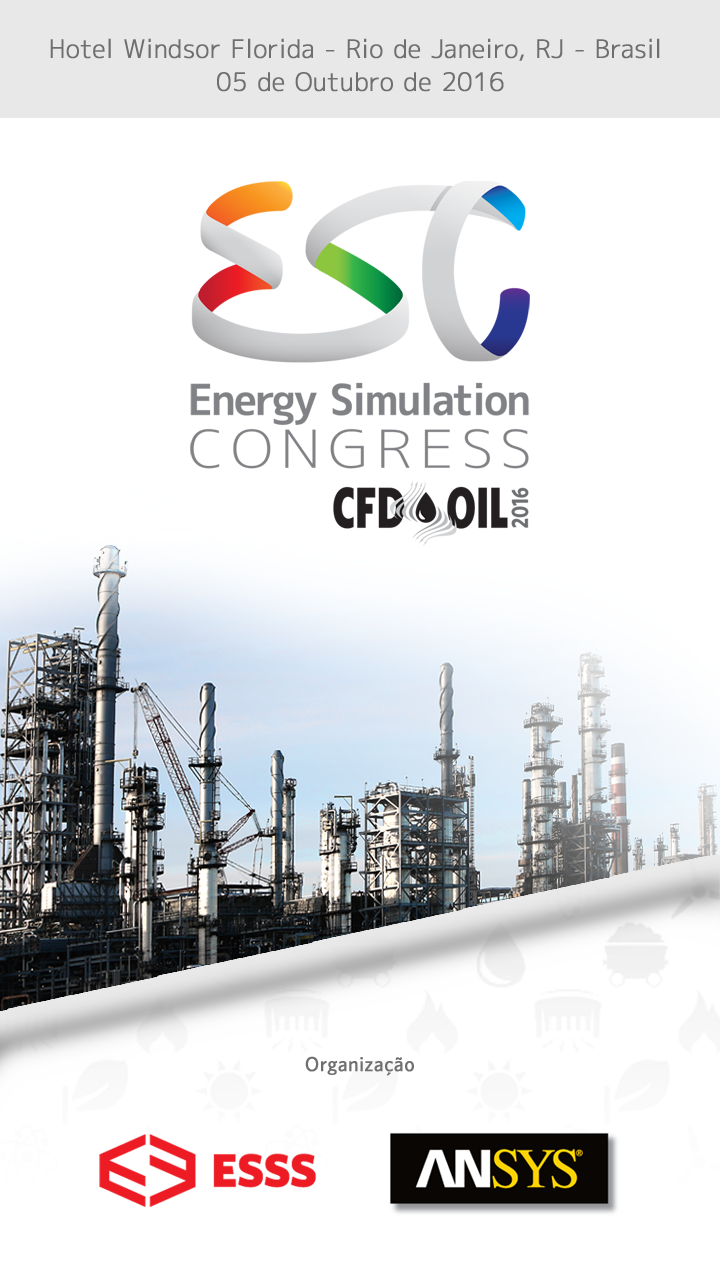 Hotel Windsor Florida - Rio de Janeiro, RJ - Brasil
05 de Outubro de 2016
ESC
Energy Simulation
CONGRESS
CFD OIL 2016
Organização
ESSS
ANSYS®